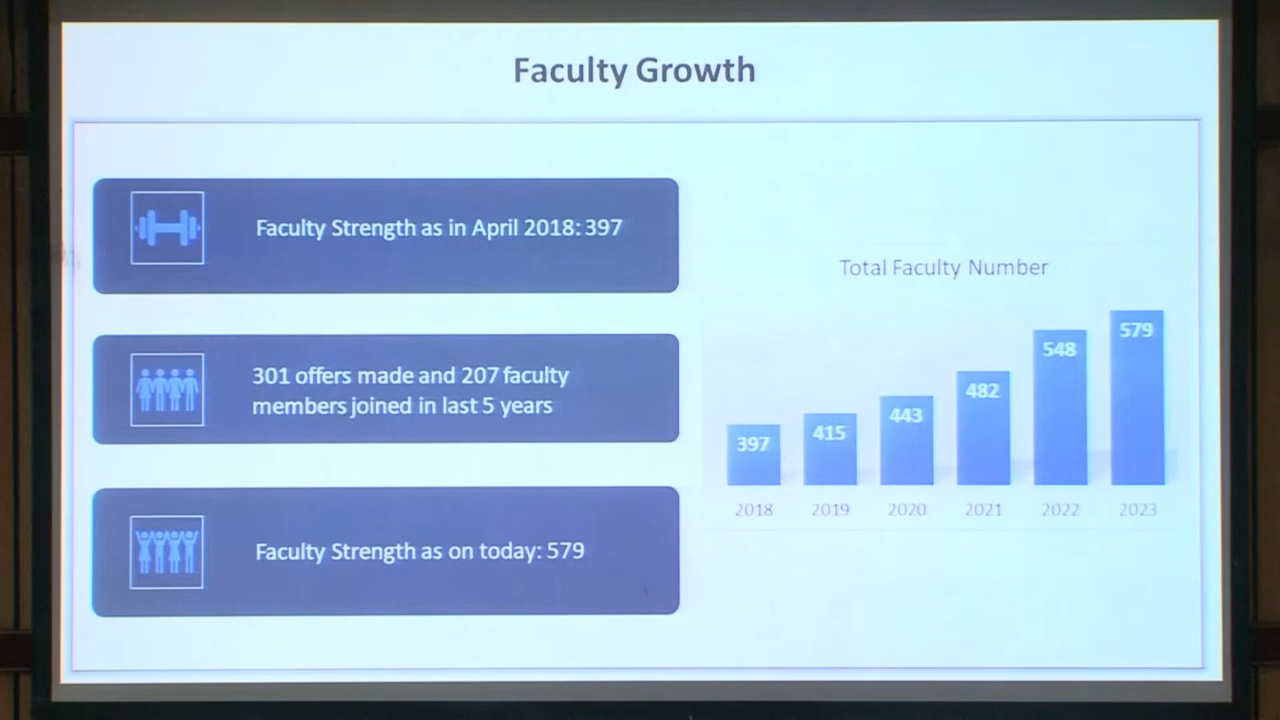 Faculty Growth
Faculty Strength as in April 2018: 397
301 offers made and 207 faculty
members joined in last 5 years
Faculty Strength as on today: 579
Total Faculty Number
397
415
443
482
548
579
2018
2019
2020
2021
2022
2023